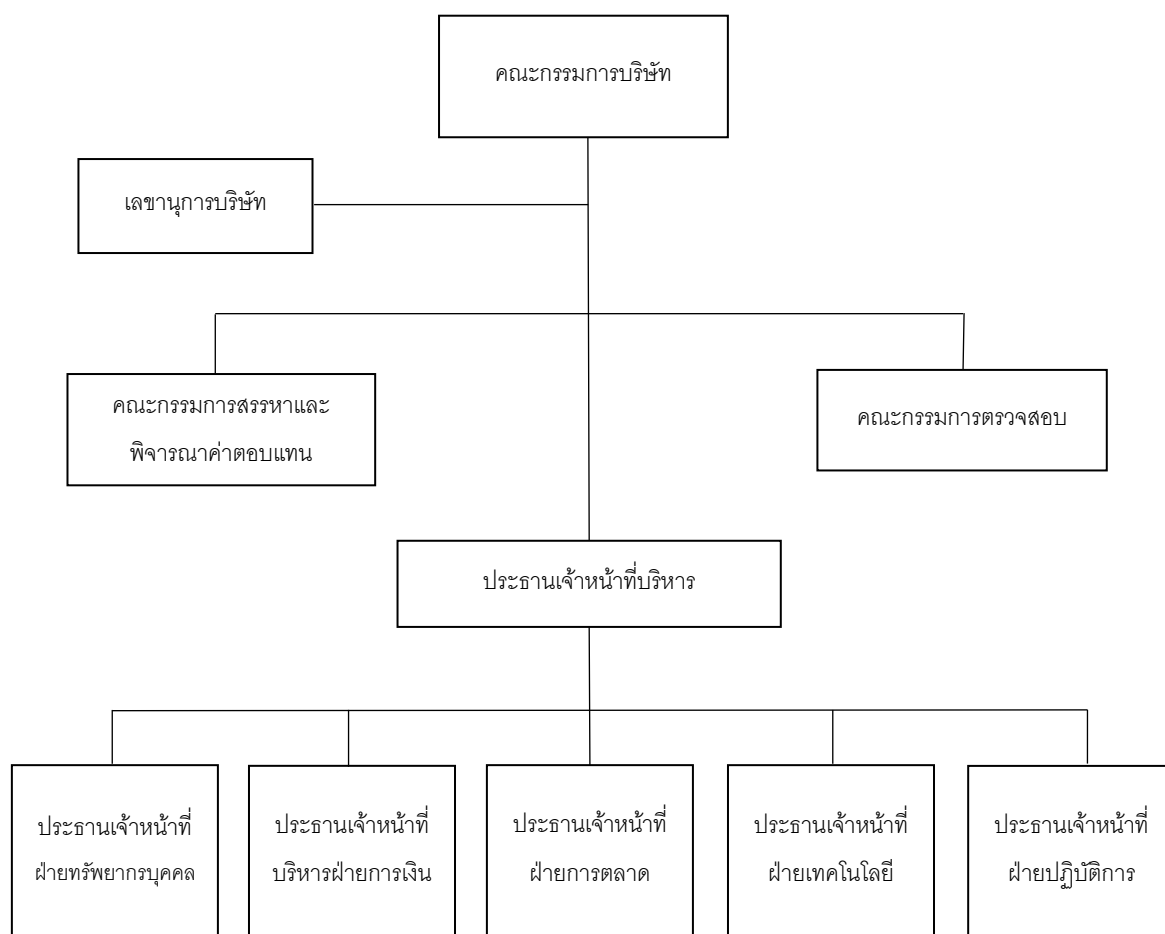 คณะกรรมการบริษัท
เลขานุการบริษัท
คณะกรรมการสรรหาและ
พิจารณาค่าตอบแทน
คณะกรรมการตรวจสอบ
ประธานเจ้าหน้าที่บริหาร
ประธานเจ้าหน้าที่
ฝ่ายทรัพยากรบุคคล
ประธานเจ้าหน้าที่
บริหารฝ่ายการเงิน
ประธานเจ้าหน้าที่
ฝ่ายการตลาด
ประธานเจ้าหน้าที่
ฝ่ายเทคโนโลยี
ประธานเจ้าหน้าที่
ฝ่ายปฏิบัติการ